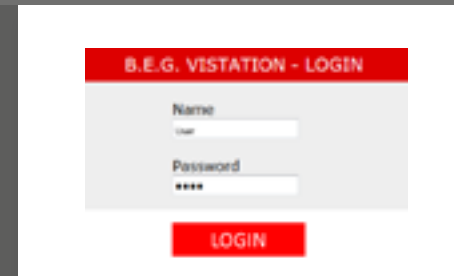 B.E.G. VISTATION - LOGIN
Name
User
Password
****
LOGIN